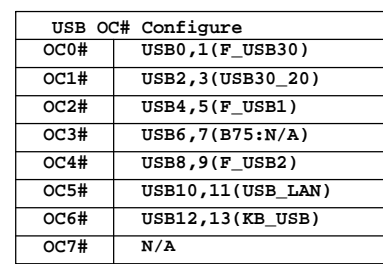 USB OC# Configure
OC0# USB0,1(F_USB30)
OC1# USB2,3(USB30_20)
OC2# USB4,5(F_USB1)
OC3# USB6,7(B75:N/A)
OC4# USB8,9(F_USB2)
OC5# USB10,11(USB_LAN)
OC6# USB12,13(KB_USB)
OC7# N/A